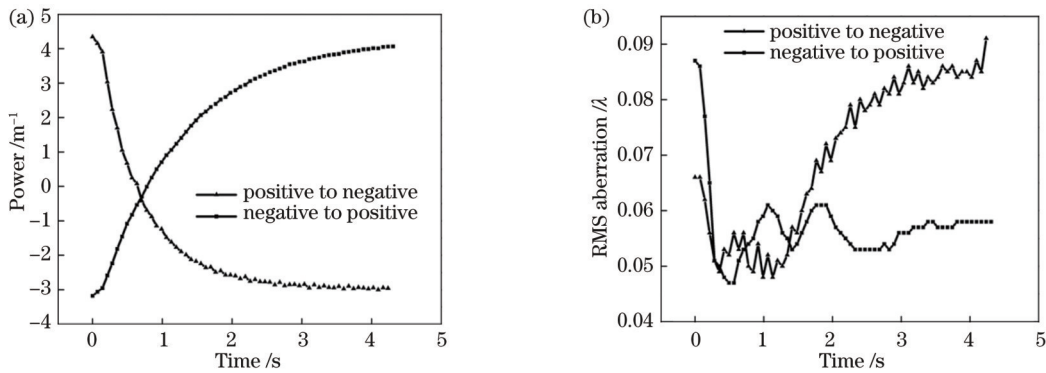 (a)
5
4
3
2
1
0
−1
−2
−3
−4
Power /m⁻¹
positive to negative
negative to positive
0 1 2 3 4 5
Time /s
(b)
0.09
0.08
0.07
0.06
0.05
0.04
RMS aberration /λ
positive to negative
negative to positive
0 1 2 3 4 5
Time /s